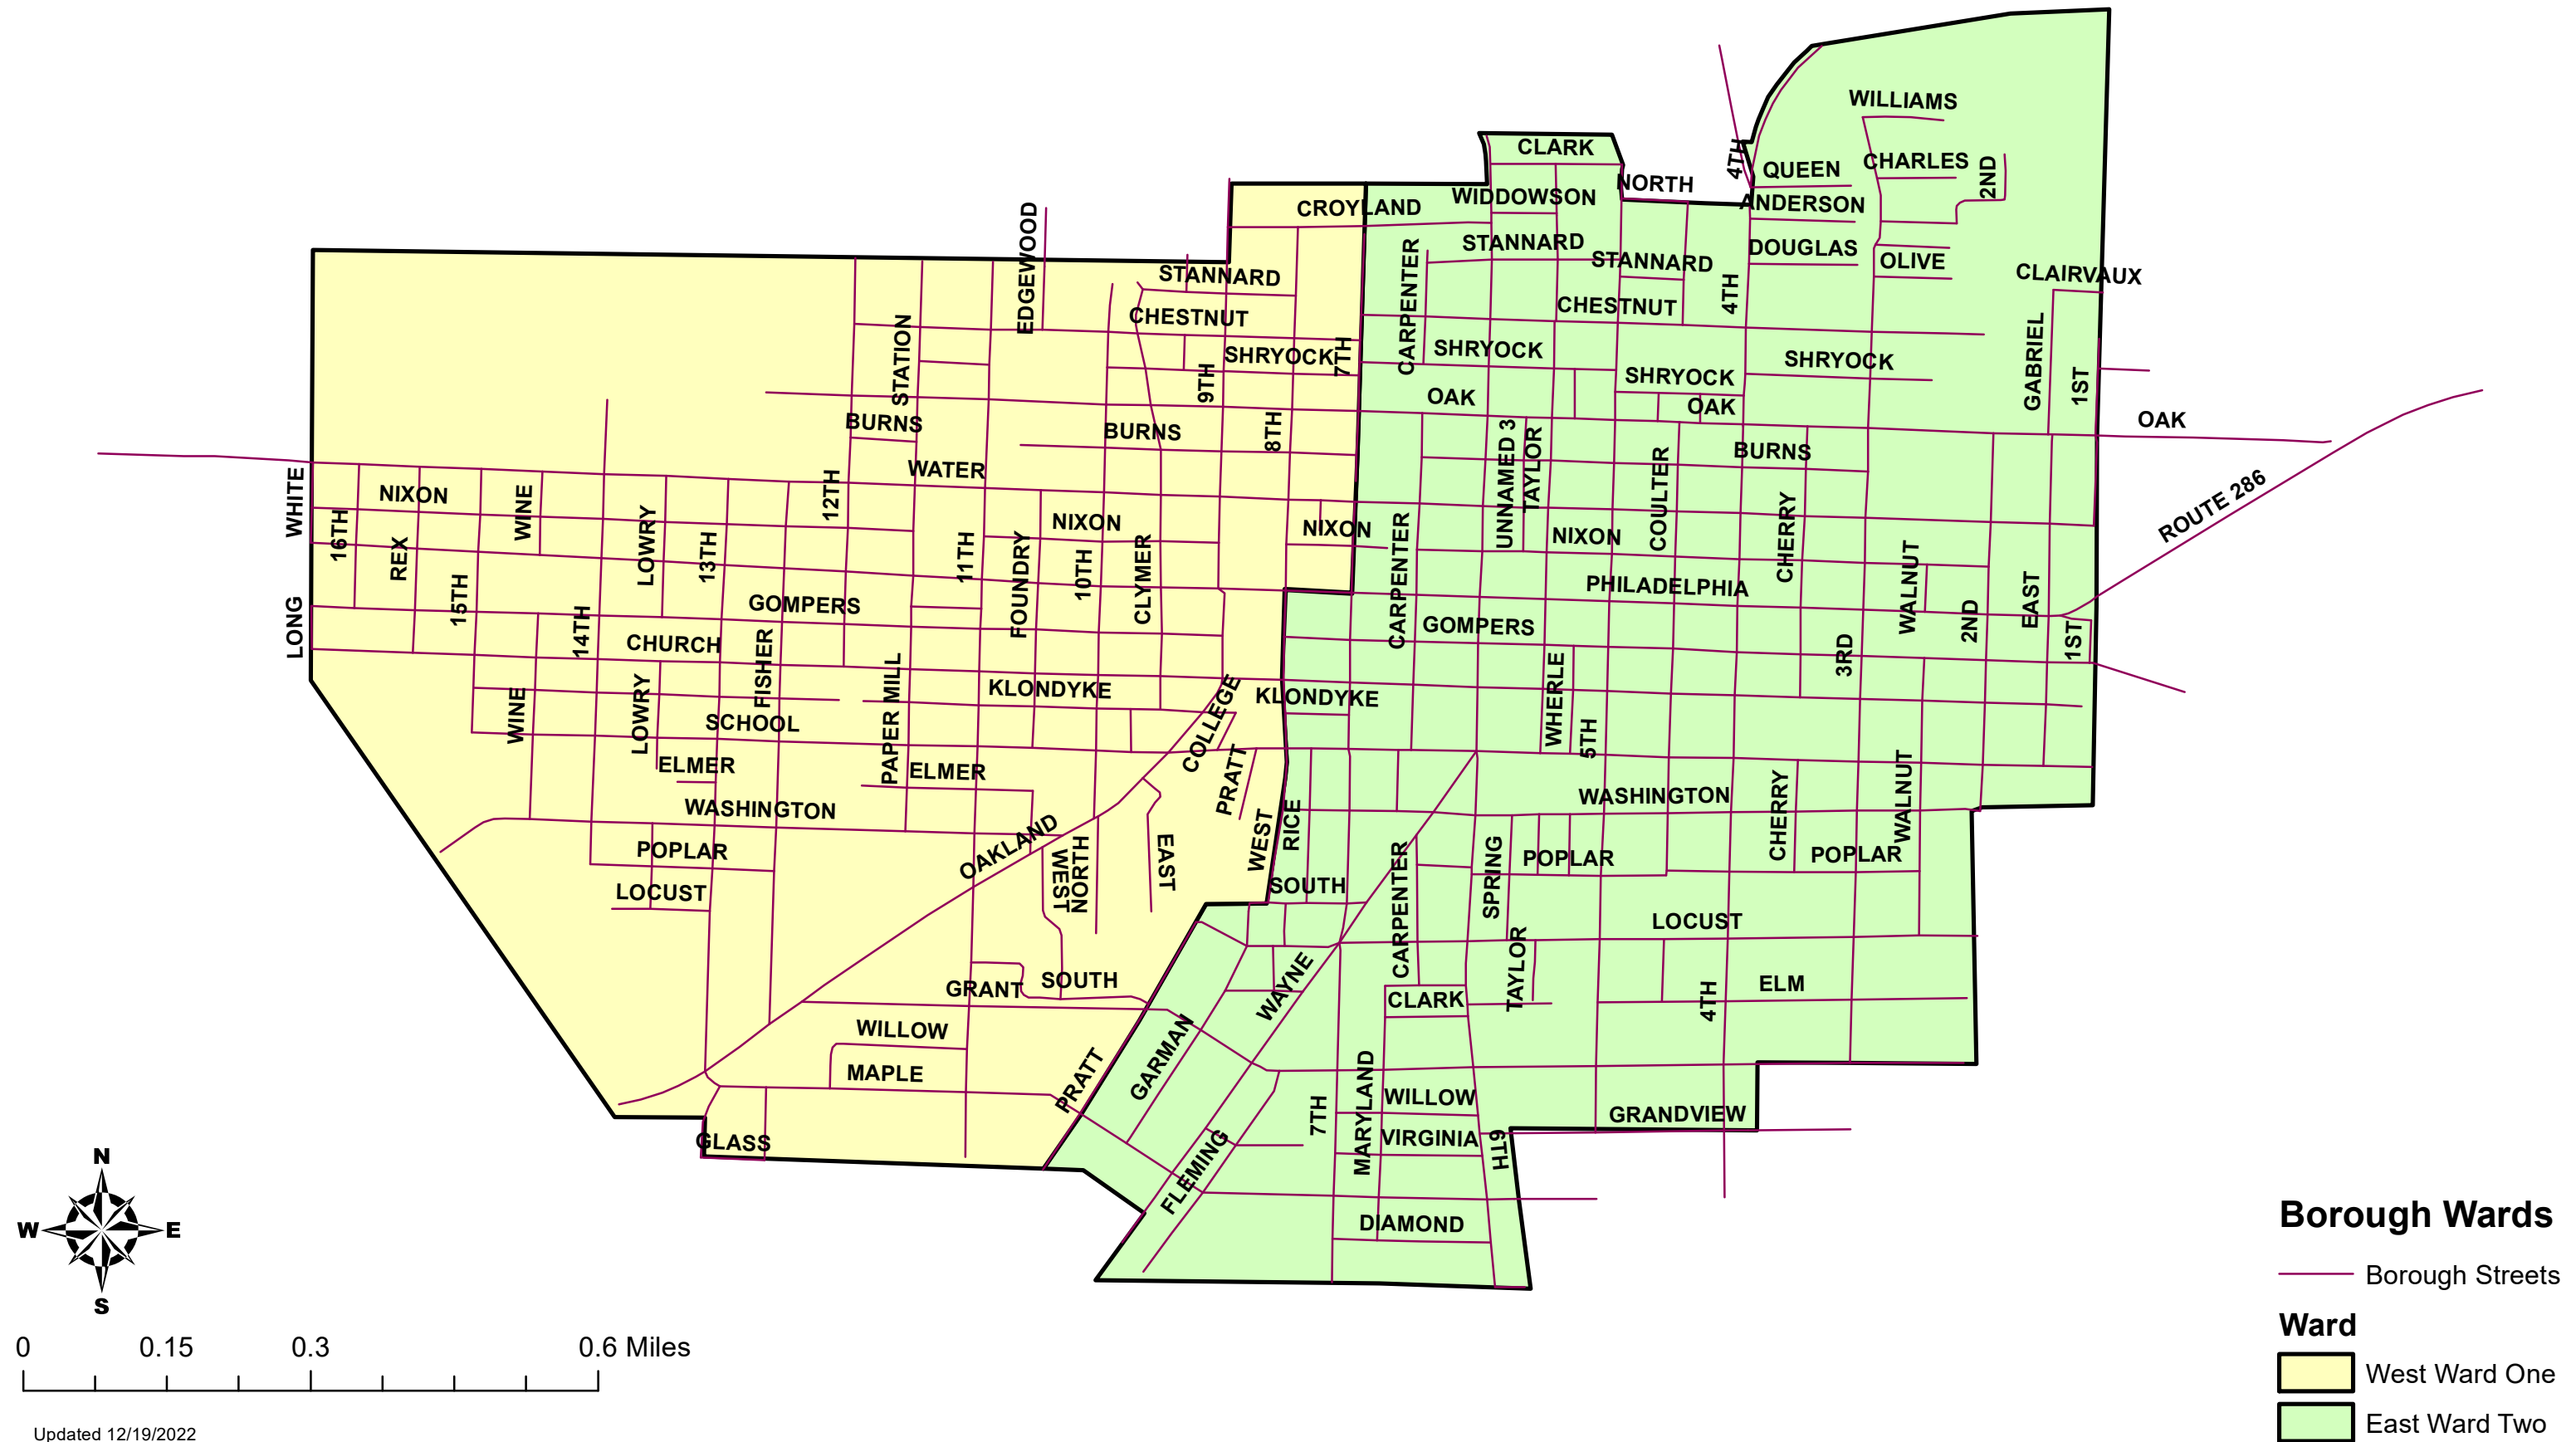 WILLIAMS
CLARK
4TH
QUEEN
CHARLES
2ND
NORTH
WIDDOWSON
ANDERSON
CROYLAND
EDGEWOOD
STANNARD
STANNARD
STANNARD
DOUGLAS
OLIVE
CLAIRVAUX
CARPENTER
CHESTNUT
CHESTNUT
4TH
STATION
SHRYOCK
7TH
SHRYOCK
SHRYOCK
SHRYOCK
GABRIEL
1ST
9TH
OAK
OAK
OAK
BURNS
BURNS
8TH
BURNS
UNNAMED 3
TAYLOR
COULTER
WATER
12TH
WHITE
NIXON
WINE
NIXON
NIXON
NIXON
ROUTE 286
16TH
REX
LOWRY
13TH
11TH
FOUNDRY
10TH
CLYMER
CARPENTER
CHERRY
PHILADELPHIA
WALNUT
EAST
LONG
15TH
14TH
GOMPERS
GOMPERS
2ND
1ST
CHURCH
FISHER
3RD
WINE
LOWRY
PAPER MILL
KLONDYKE
KLONDYKE
COLLEGE
WHERLE
5TH
SCHOOL
ELMER
ELMER
PRATT
WASHINGTON
WASHINGTON
CHERRY
WALNUT
OAKLAND
WEST
NORTH
EAST
WEST
RICE
POPLAR
POPLAR
POPLAR
SPRING
CARPENTER
SOUTH
LOCUST
LOCUST
TAYLOR
GRANT
SOUTH
WAYNE
CLARK
4TH
ELM
WILLOW
MAPLE
PRATT
GARMAN
7TH
MARYLAND
WILLOW
GRANDVIEW
GLASS
FLEMING
VIRGINIA
6TH
DIAMOND
N
W
E
S
0
0.15
0.3
0.6 Miles
Updated 12/19/2022
Borough Wards
Borough Streets
Ward
West Ward One
East Ward Two